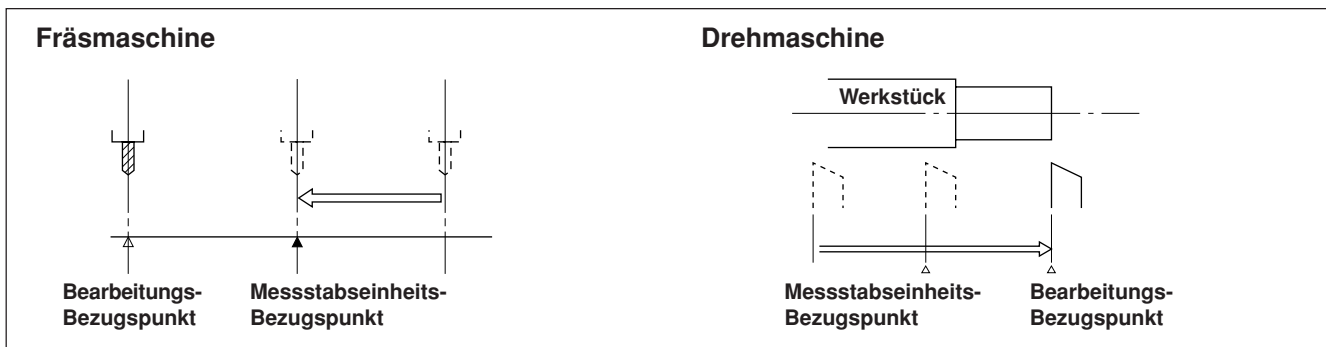 Fräsmaschine
Bearbeitungs-
Bezugspunkt
Messstabseinheits-
Bezugspunkt
Drehmaschine
Werkstück
Messstabseinheits-
Bezugspunkt
Bearbeitungs-
Bezugspunkt